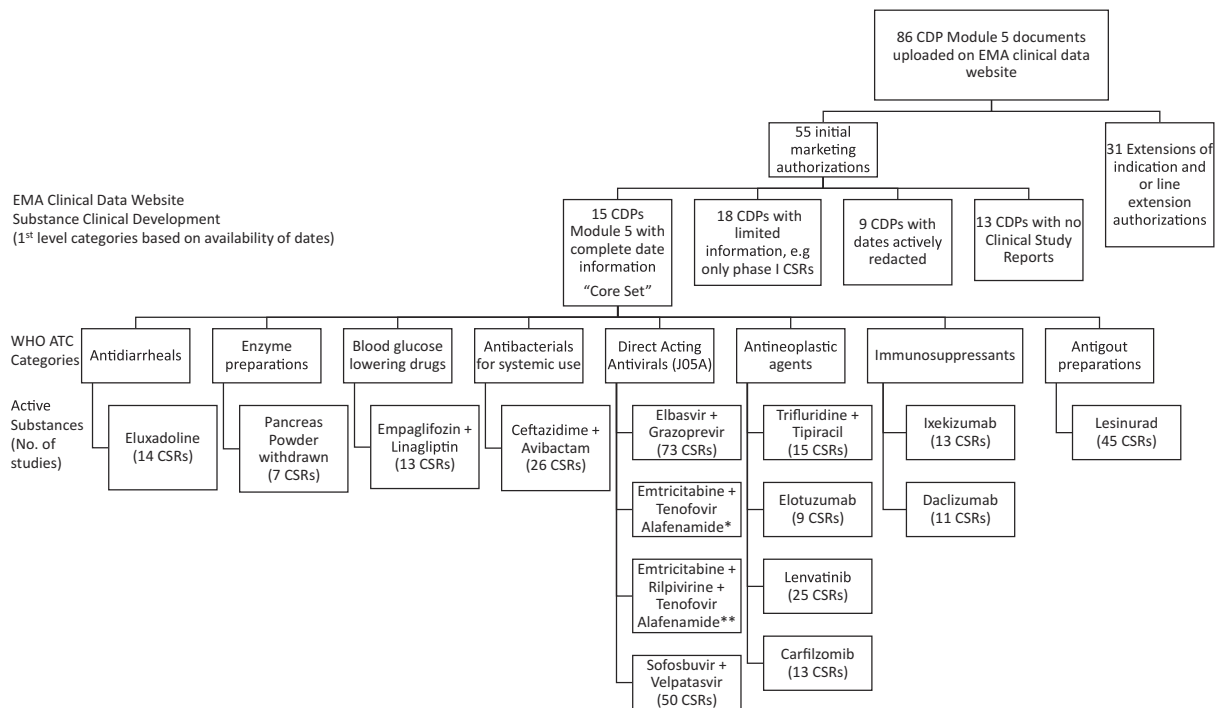 86 CDP Module 5 documents
uploaded on EMA clinical data
website
55 initial
marketing
authorizations
31 Extensions of
indication and
or line
extension
authorizations
EMA Clinical Data Website
Substance Clinical Development
(1st level categories based on availability of dates)
15 CDPs
Module 5 with
complete date
information
“Core Set”
18 CDPs with
limited
information, e.g
only phase I CSRs
9 CDPs with
dates actively
redacted
13 CDPs with no
Clinical Study
Reports
WHO ATC
Categories
Antidiarrheals
Enzyme
preparations
Blood glucose
lowering drugs
Antibacterials
for systemic use
Direct Acting
Antivirals (J05A)
Antineoplastic
agents
Immunosuppressants
Antigout
preparations
Active
Substances
(No. of
studies)
Eluxadoline
(14 CSRs)
Pancreas
Powder
withdrawn
(7 CSRs)
Empaglifozin +
Linagliptin
(13 CSRs)
Ceftazidime +
Avibactam
(26 CSRs)
Elbasvir +
Grazoprevir
(73 CSRs)
Trifluridine +
Tipiracil
(15 CSRs)
Ixekizumab
(13 CSRs)
Lesinurad
(45 CSRs)
Emtricitabine +
Tenofovir
Alafenamide*
Elotuzumab
(9 CSRs)
Daclizumab
(11 CSRs)
Emtricitabine +
Rilpivirine +
Tenofovir
Alafenamide**
Lenvatinib
(25 CSRs)
Sofosbuvir +
Velpatasvir
(50 CSRs)
Carfilzomib
(13 CSRs)